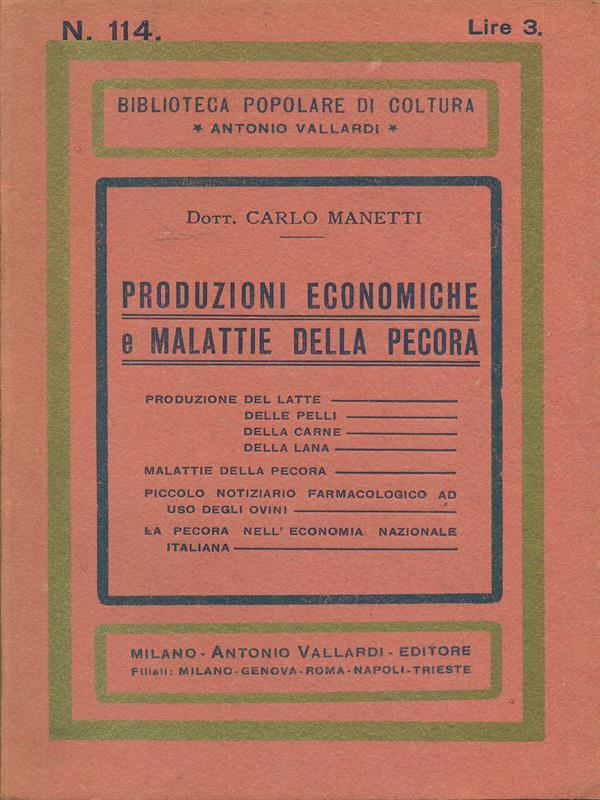 N. 114.
Lire 3.
BIBLIOTECA POPOLARE DI COLTURA
* ANTONIO VALLARDI *
Dott. CARLO MANETTI
PRODUZIONI ECONOMICHE
e MALATTIE DELLA PECORA
PRODUZIONE DEL LATTE
DELLE PELLI
DELLA CARNE
DELLA LANA
MALATTIE DELLA PECORA
PICCOLO NOTIZIARIO FARMACOLOGICO AD
USO DEGLI OVINI
LA PECORA NELL'ECONOMIA NAZIONALE
ITALIANA
MILANO - ANTONIO VALLARDI - EDITORE
Filiali: MILANO-GENOVA-ROMA-NAPOLI-TRIESTE